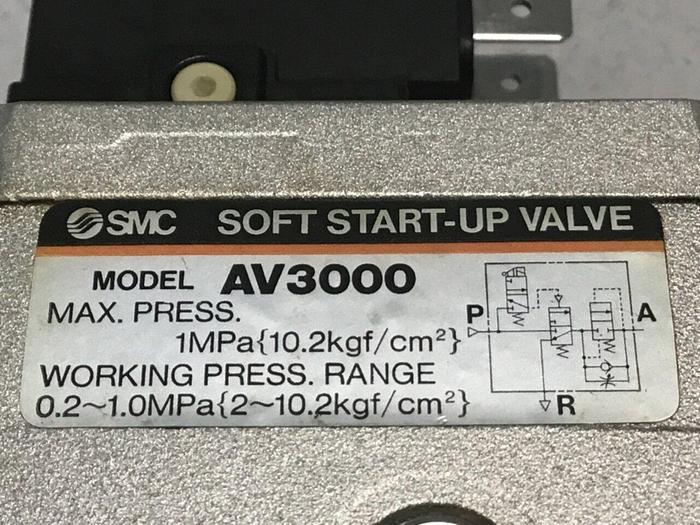 SMC SOFT START-UP VALVE
MODEL AV3000
MAX. PRESS.
1MPa{10.2kgf/cm²}
WORKING PRESS. RANGE
0.2~1.0MPa{2~10.2kgf/cm²}
P A
R